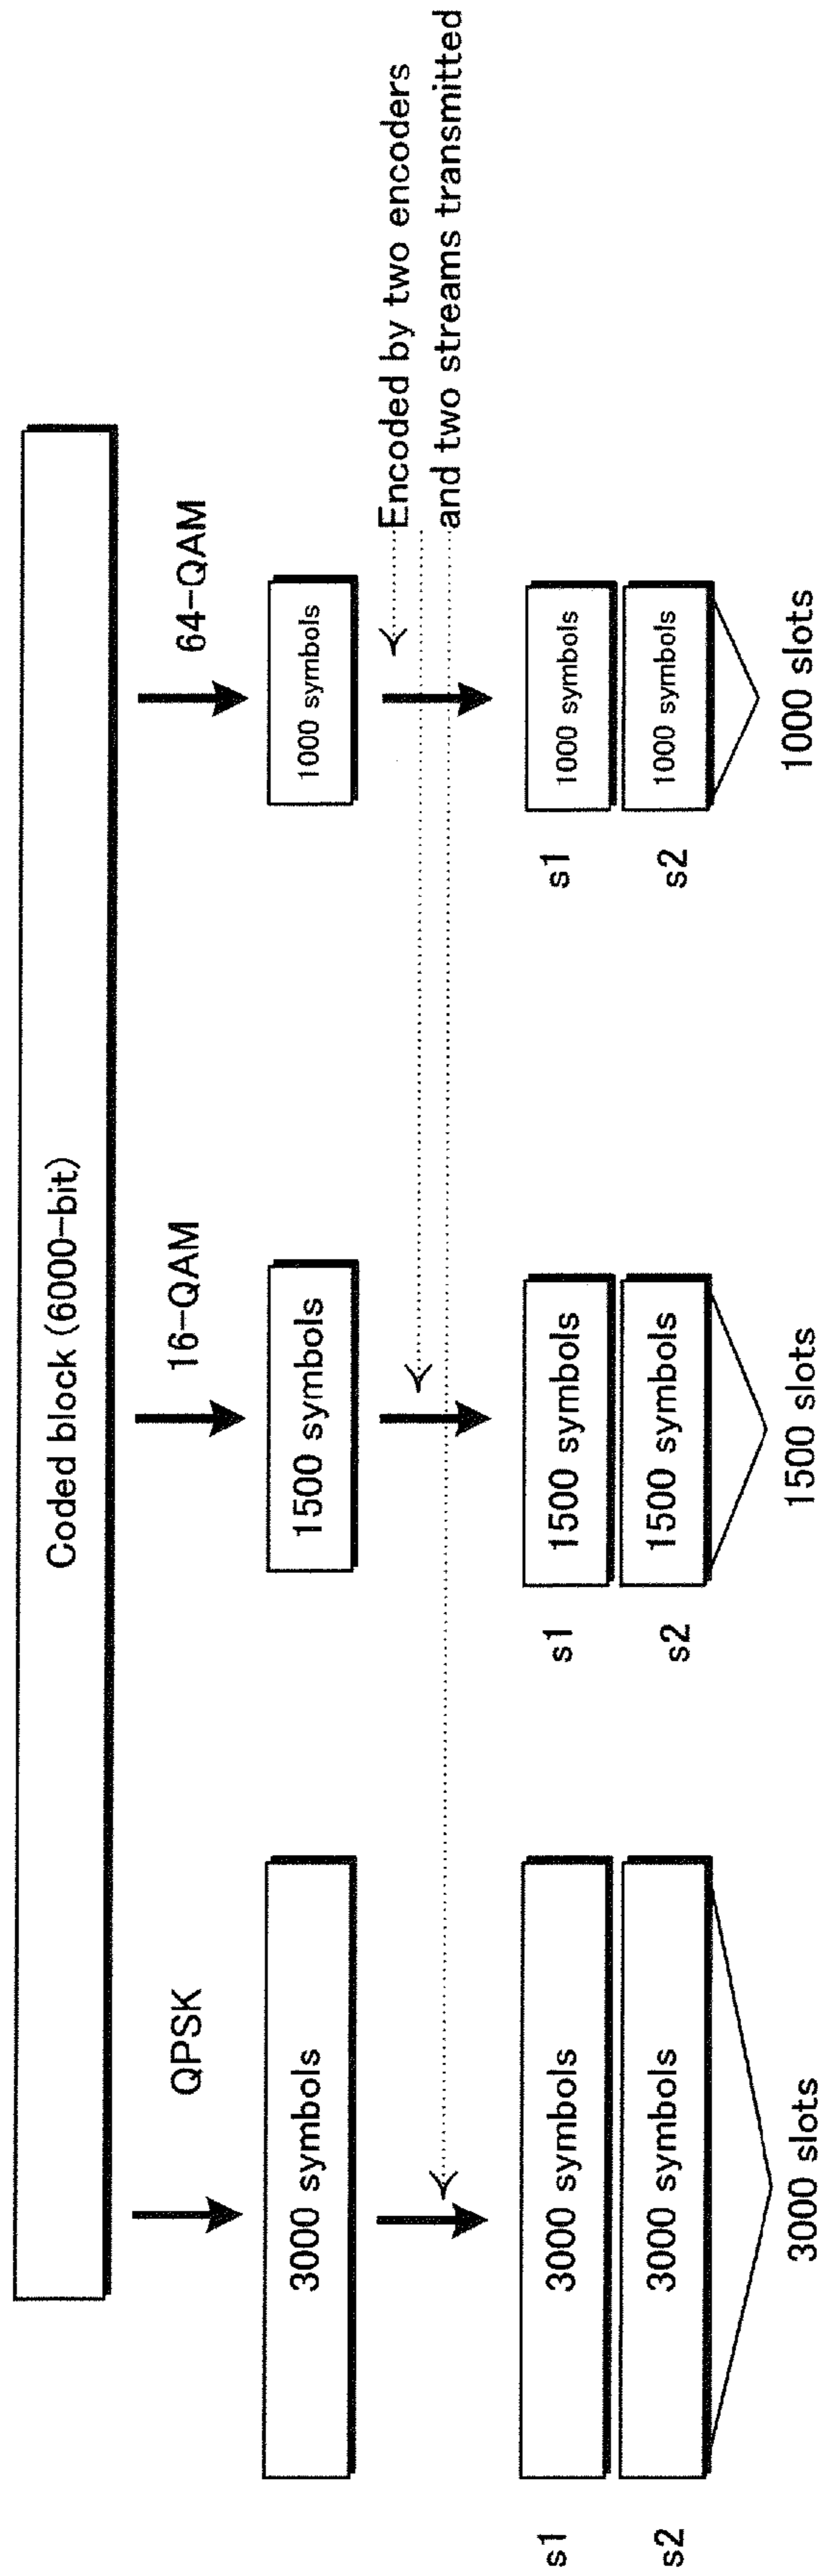 Coded block (6000-bit)
QPSK
16-QAM
64-QAM
3000 symbols
1500 symbols
1000 symbols
Encoded by two encoders
and two streams transmitted
s1
3000 symbols
s1
1500 symbols
s1
1000 symbols
s2
3000 symbols
s2
1500 symbols
s2
1000 symbols
3000 slots
1500 slots
1000 slots